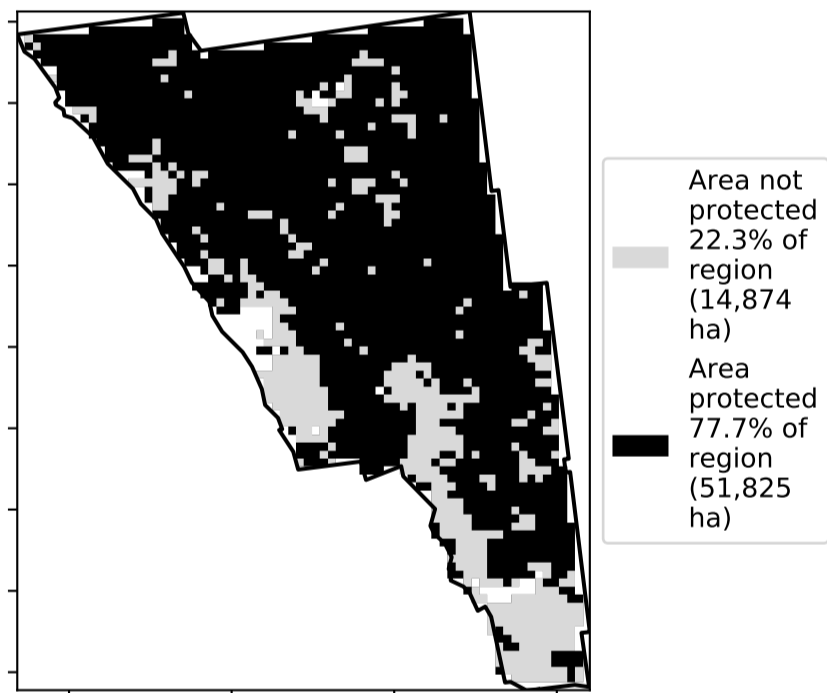 Area not
protected
22.3% of
region
(14,874
ha)
Area
protected
77.7% of
region
(51,825
ha)